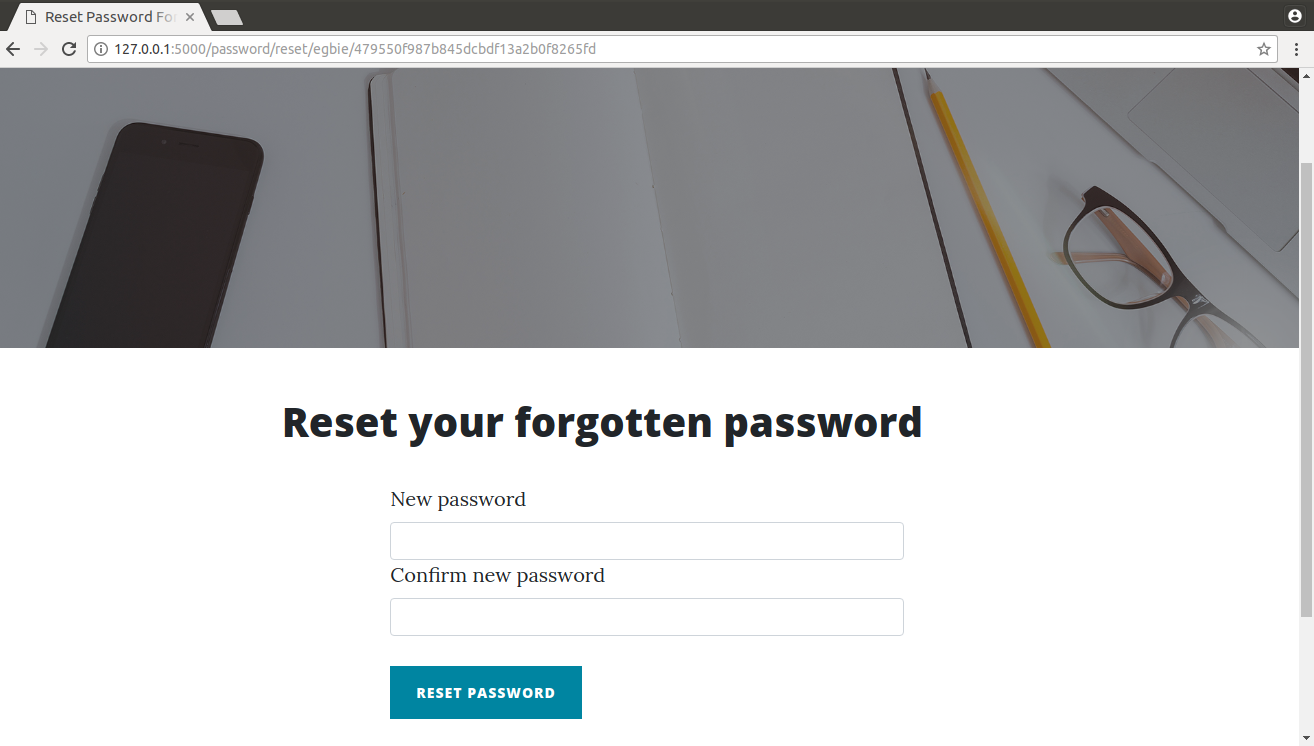 Reset Password Fo
127.0.0.1:5000/password/reset/egbie/479550f987b845dcbdf13a2b0f8265fd
Reset your forgotten password
New password
Confirm new password
RESET PASSWORD